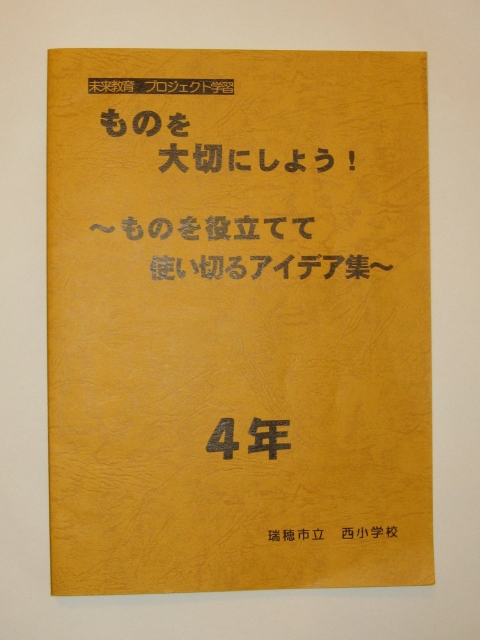 未来教育 プロジェクト学習
ものを
大切にしよう！
～ものを役立てて
使い切るアイデア集～
4年
瑞穂市立 西小学校